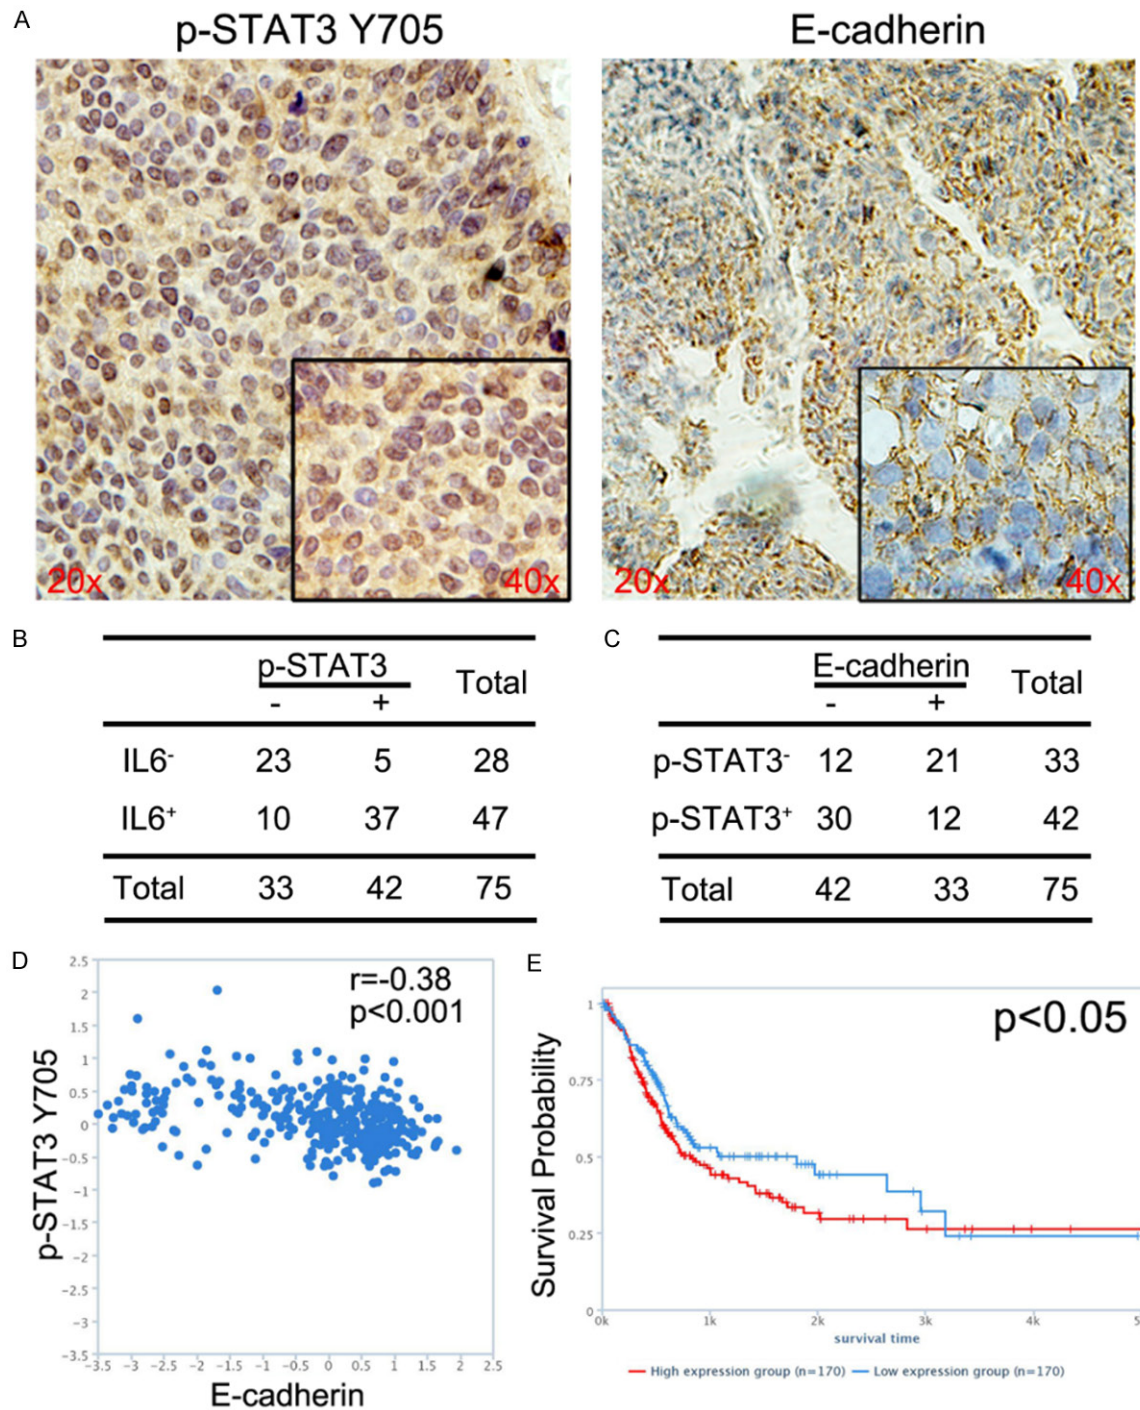 A
p-STAT3 Y705
E-cadherin
20x
40x
20x
40x
B
p-STAT3
Total
- +
IL6- 23 5 28
IL6+ 10 37 47
Total 33 42 75
C
E-cadherin
Total
- +
p-STAT3- 12 21 33
p-STAT3+ 30 12 42
Total 42 33 75
D
r=-0.38
p<0.001
2.5
2
1.5
1
0.5
0
-0.5
-1
-1.5
-2
-2.5
-3
-3.5
p-STAT3 Y705
-3.5 -3 -2.5 -2 -1.5 -1 -0.5 0 0.5 1 1.5 2 2.5
E-cadherin
E
p<0.05
1
0.75
0.5
0.25
0
Survival Probability
0k 1k 2k 3k 4k 5
survival time
High expression group (n=170) Low expression group (n=170)